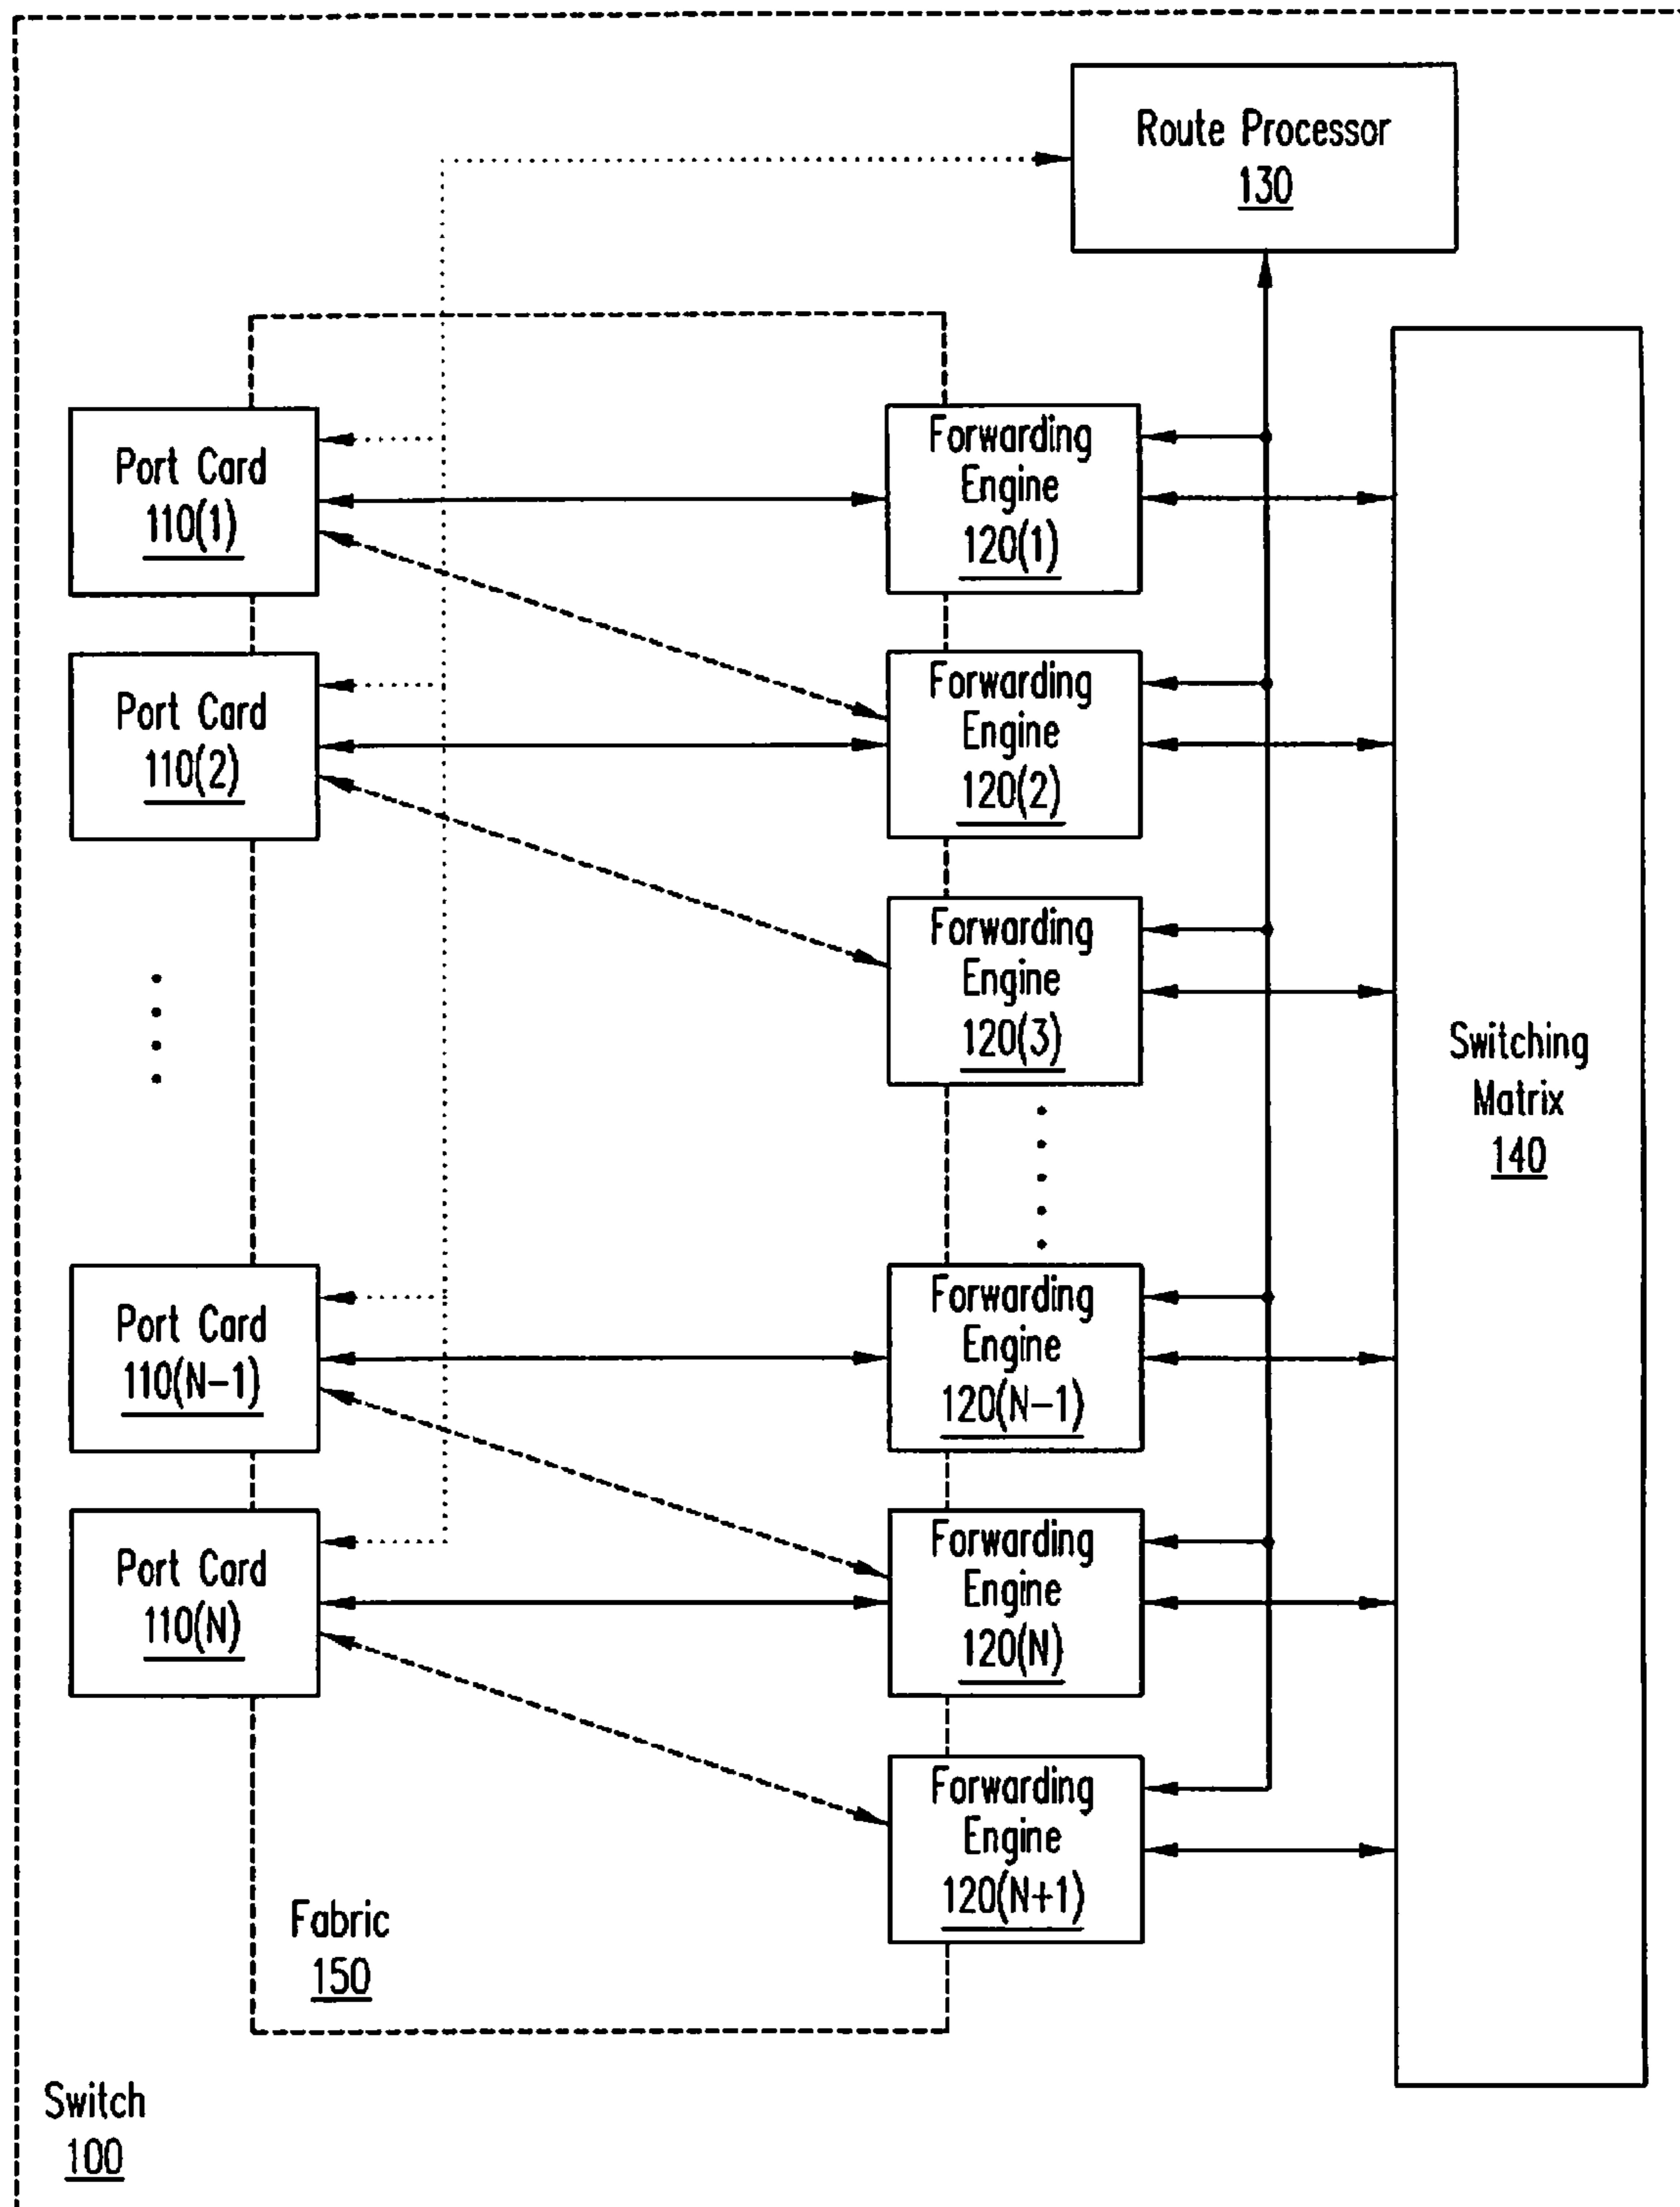 Route Processor
130
Port Card
110(1)
Forwarding
Engine
120(1)
Port Card
110(2)
Forwarding
Engine
120(2)
Forwarding
Engine
120(3)
Switching
Matrix
140
Port Card
110(N-1)
Forwarding
Engine
120(N-1)
Port Card
110(N)
Forwarding
Engine
120(N)
Forwarding
Engine
120(N+1)
Fabric
150
Switch
100